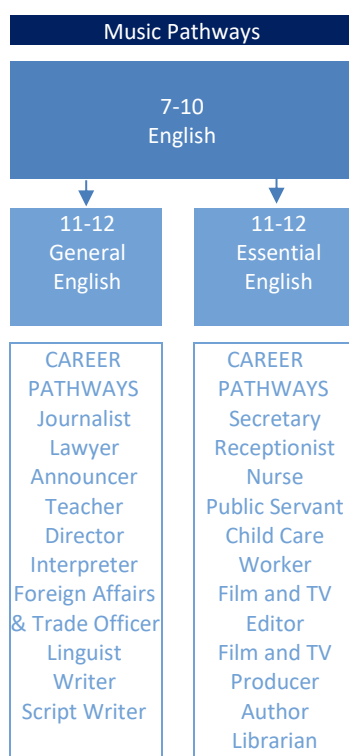 Music Pathways
7-10
English
11-12
General
English
11-12
Essential
English
CAREER
PATHWAYS
Journalist
Lawyer
Announcer
Teacher
Director
Interpreter
Foreign Affairs
& Trade Officer
Linguist
Writer
Script Writer
CAREER
PATHWAYS
Secretary
Receptionist
Nurse
Public Servant
Child Care
Worker
Film and TV
Editor
Film and TV
Producer
Author
Librarian